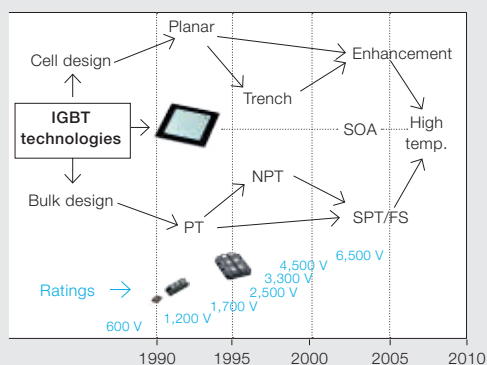 Planar
Cell design
Enhancement
Trench
IGBT
technologies
SOA
High
temp.
NPT
Bulk design
PT
SPT/FS
6,500 V
4,500 V
3,300 V
2,500 V
Ratings
1,700 V
1,200 V
600 V
1990
1995
2000
2005
2010